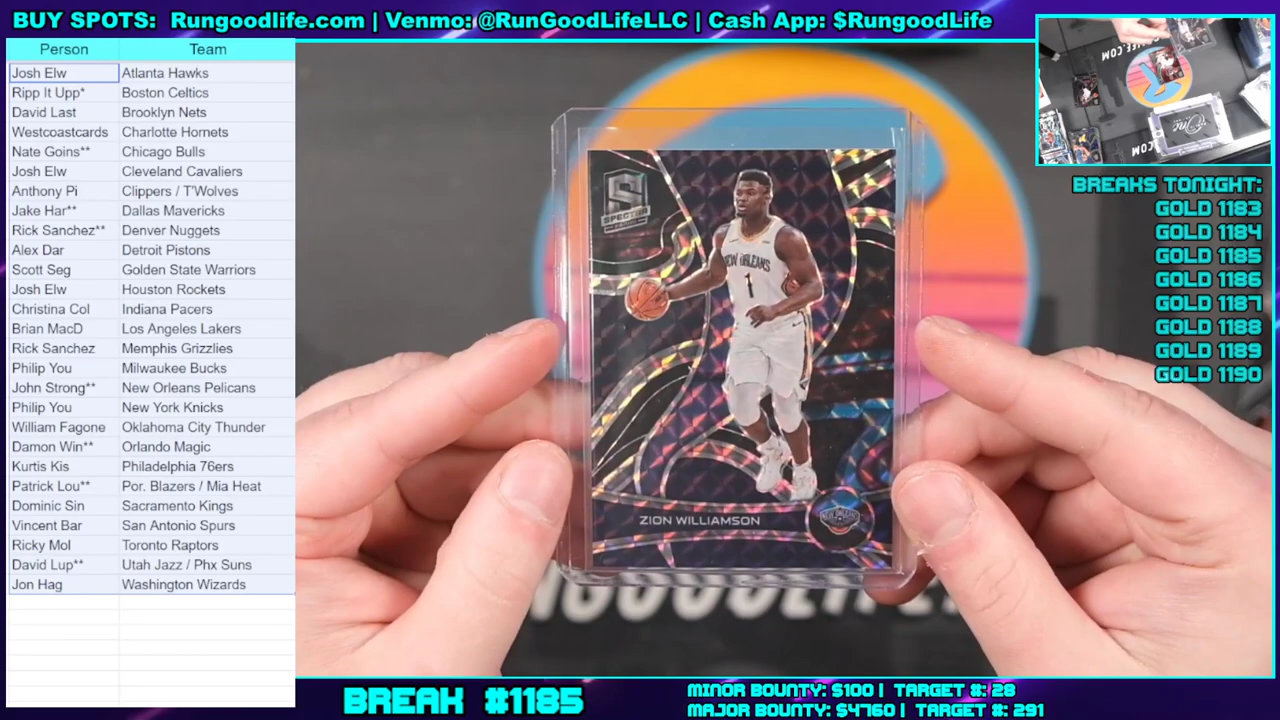 BUY SPOTS: Rungoodlife.com | Venmo: @RunGoodLifeLLC | Cash App: $RungoodLife
Person Team
Josh Elw Atlanta Hawks
Ripp It Upp* Boston Celtics
David Last Brooklyn Nets
Westcoastcards Charlotte Hornets
Nate Goins** Chicago Bulls
Josh Elw Cleveland Cavaliers
Anthony Pi Clippers / T'Wolves
Jake Har** Dallas Mavericks
Rick Sanchez** Denver Nuggets
Alex Dar Detroit Pistons
Scott Seg Golden State Warriors
Josh Elw Houston Rockets
Christina Col Indiana Pacers
Brian MacD Los Angeles Lakers
Rick Sanchez Memphis Grizzlies
Philip You Milwaukee Bucks
John Strong** New Orleans Pelicans
Philip You New York Knicks
William Fagone Oklahoma City Thunder
Damon Win** Orlando Magic
Kurtis Kis Philadelphia 76ers
Patrick Lou** Por. Blazers / Mia Heat
Dominic Sin Sacramento Kings
Vincent Bar San Antonio Spurs
Ricky Mol Toronto Raptors
David Lup** Utah Jazz / Phx Suns
Jon Hag Washington Wizards
SPECTRA
NEW ORLEANS
1
ZION WILLIAMSON
BREAKS TONIGHT:
GOLD 1183
GOLD 1184
GOLD 1185
GOLD 1186
GOLD 1187
GOLD 1188
GOLD 1189
GOLD 1190
BREAK #1185
MINOR BOUNTY: $100 | TARGET #: 28
MAJOR BOUNTY: $4760 | TARGET #: 291